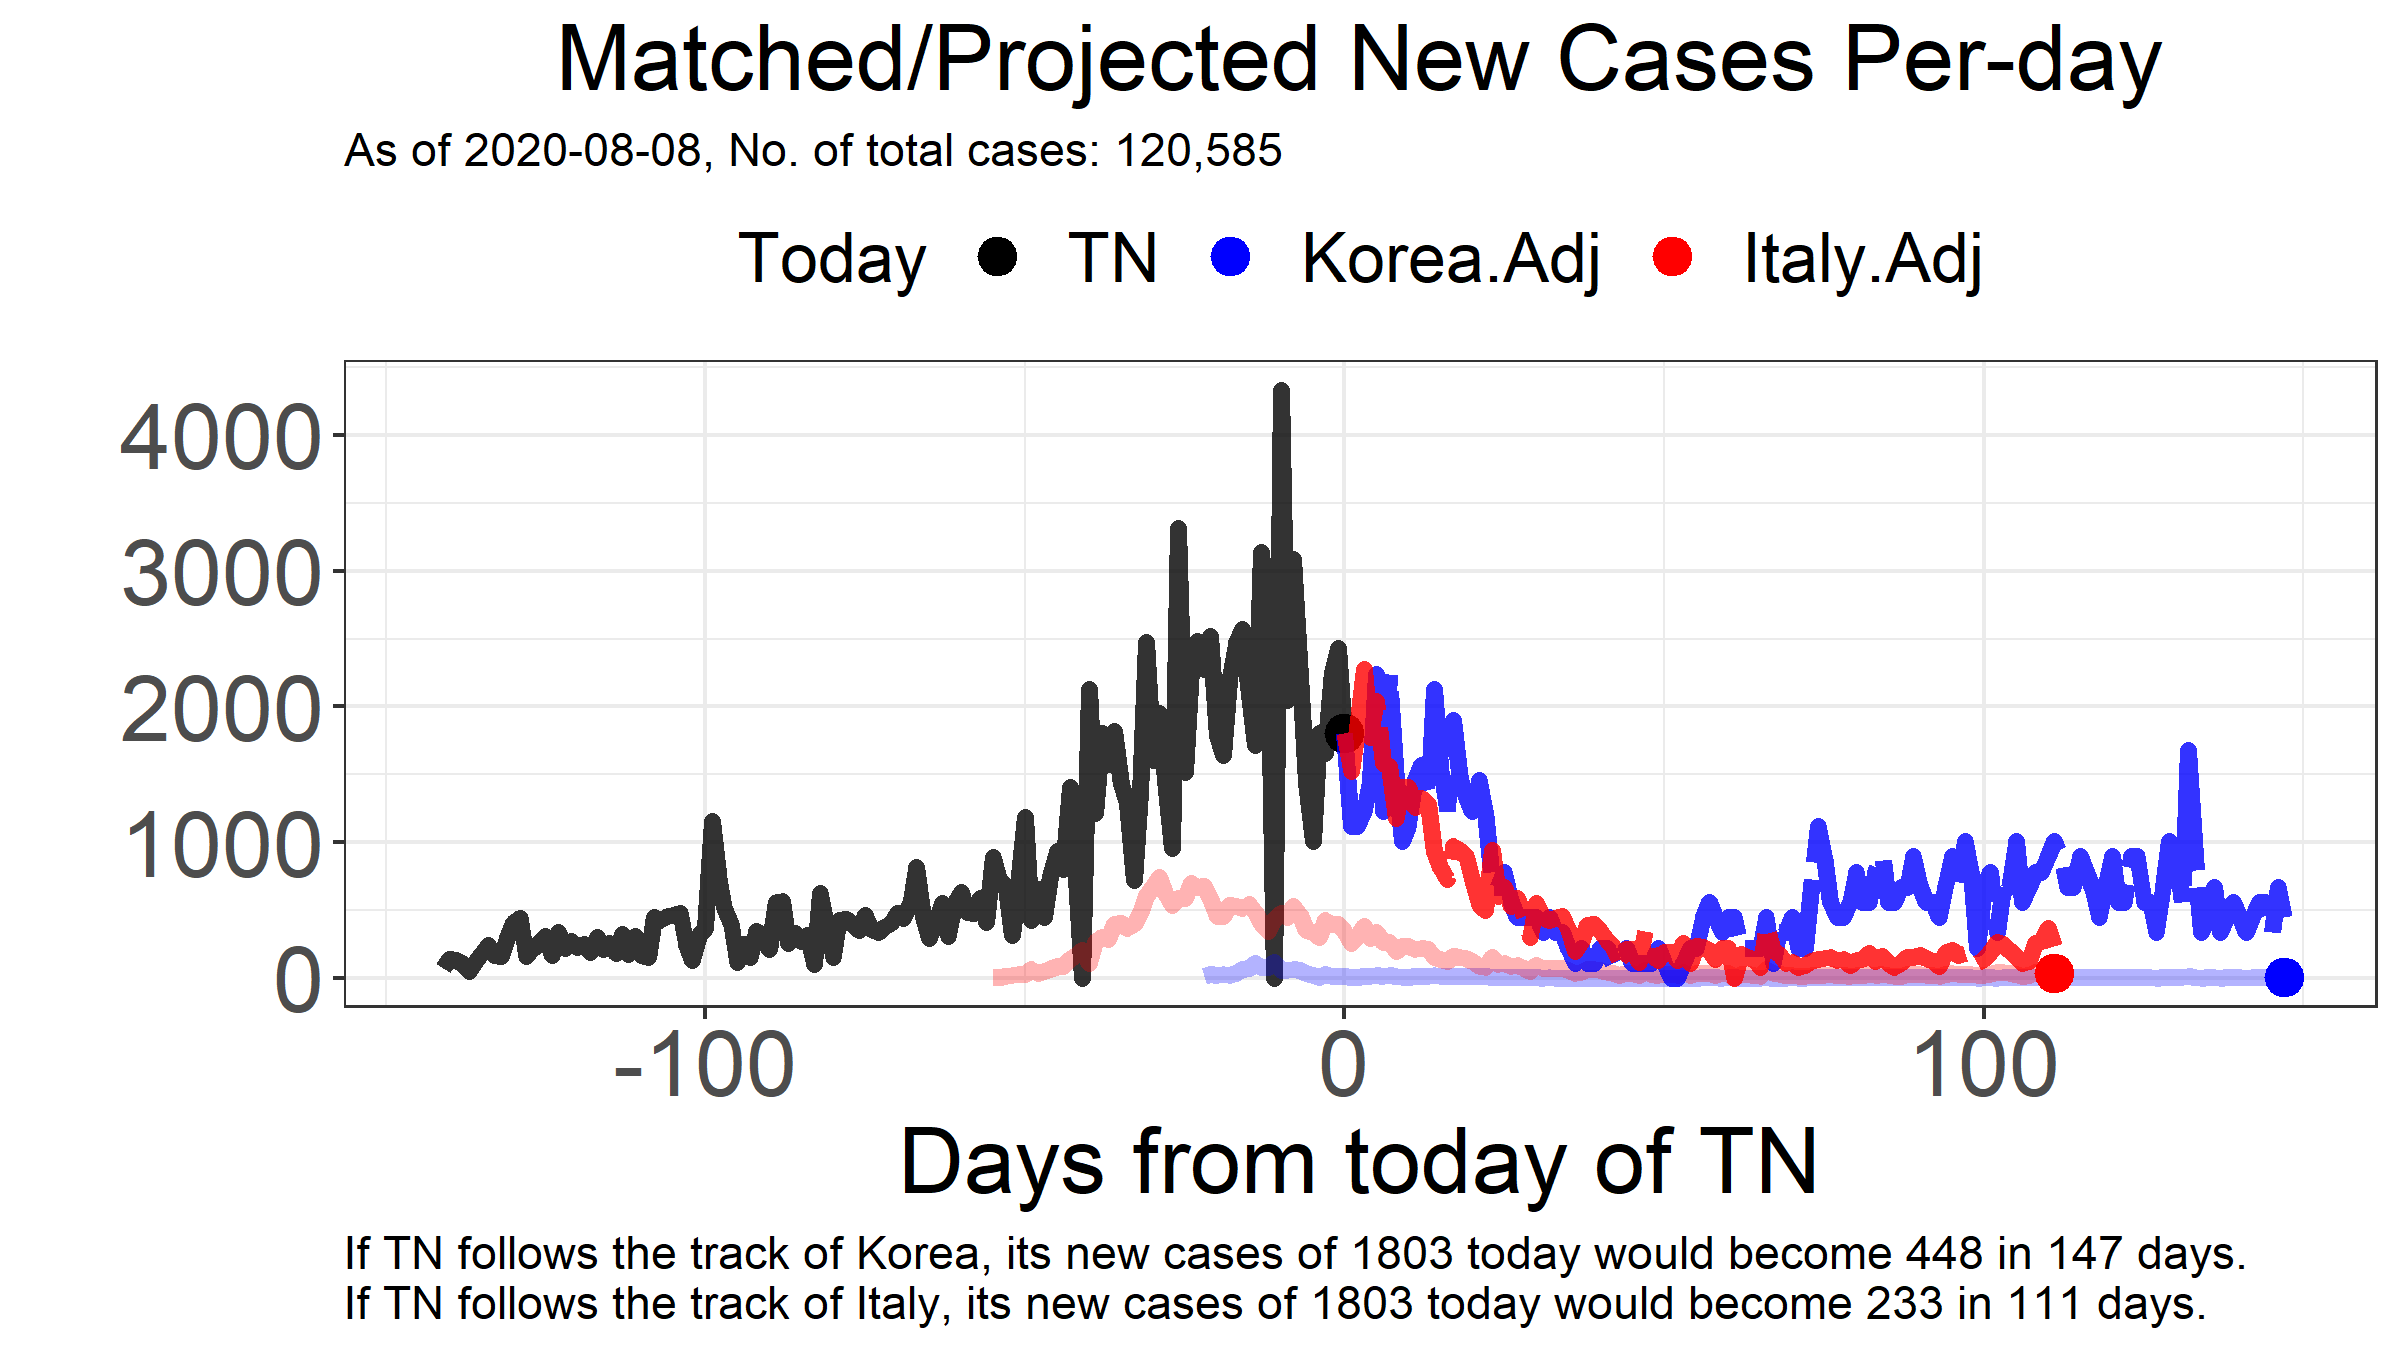 Matched/Projected New Cases Per-day
As of 2020-08-08, No. of total cases: 120,585
Today TN Korea.Adj Italy.Adj
4000
3000
2000
1000
0
-100 0 100
Days from today of TN
If TN follows the track of Korea, its new cases of 1803 today would become 448 in 147 days.
If TN follows the track of Italy, its new cases of 1803 today would become 233 in 111 days.